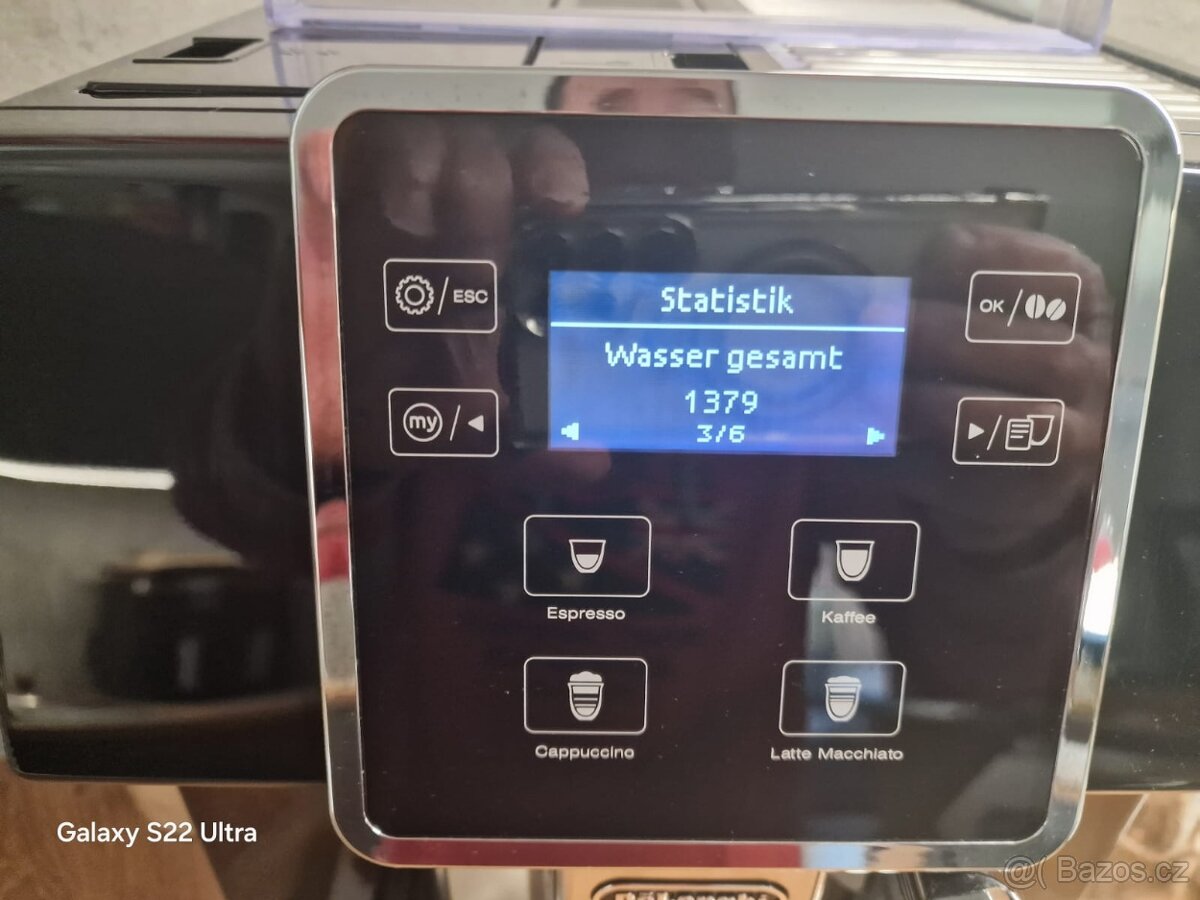 Statistik
Wasser gesamt
1379
3/6
/ ESC
OK /
my /
/
Espresso
Kaffee
Cappuccino
Latte Macchiato
Galaxy S22 Ultra
@( Bazos.cz